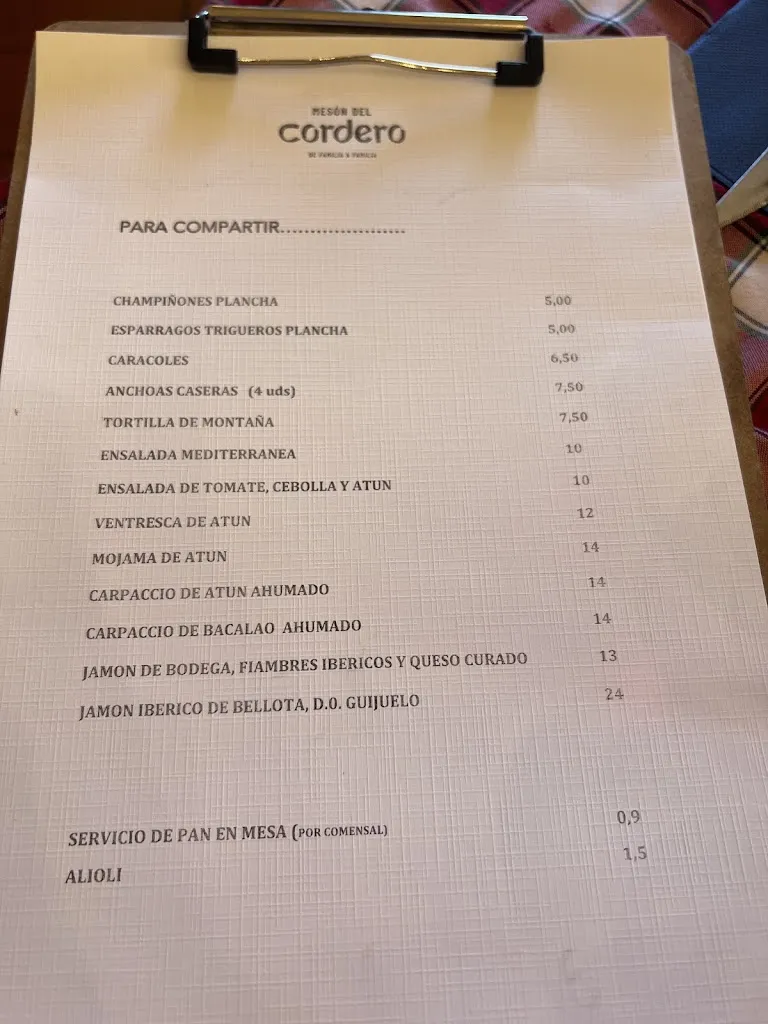 MESÓN DEL
cordero
DE FAMILIA A FAMILIA
PARA COMPARTIR.....................
CHAMPIÑONES PLANCHA 5,00
ESPARRAGOS TRIGUEROS PLANCHA 5,00
CARACOLES 6,50
ANCHOAS CASERAS (4 uds) 7,50
TORTILLA DE MONTAÑA 7,50
ENSALADA MEDITERRANEA 10
ENSALADA DE TOMATE, CEBOLLA Y ATUN 10
VENTRESCA DE ATUN 12
MOJAMA DE ATUN 14
CARPACCIO DE ATUN AHUMADO 14
CARPACCIO DE BACALAO AHUMADO 14
JAMON DE BODEGA, FIAMBRES IBERICOS Y QUESO CURADO 13
JAMON IBERICO DE BELLOTA, D.O. GUIJUELO 24
SERVICIO DE PAN EN MESA (POR COMENSAL) 0,9
ALIOLI 1,5